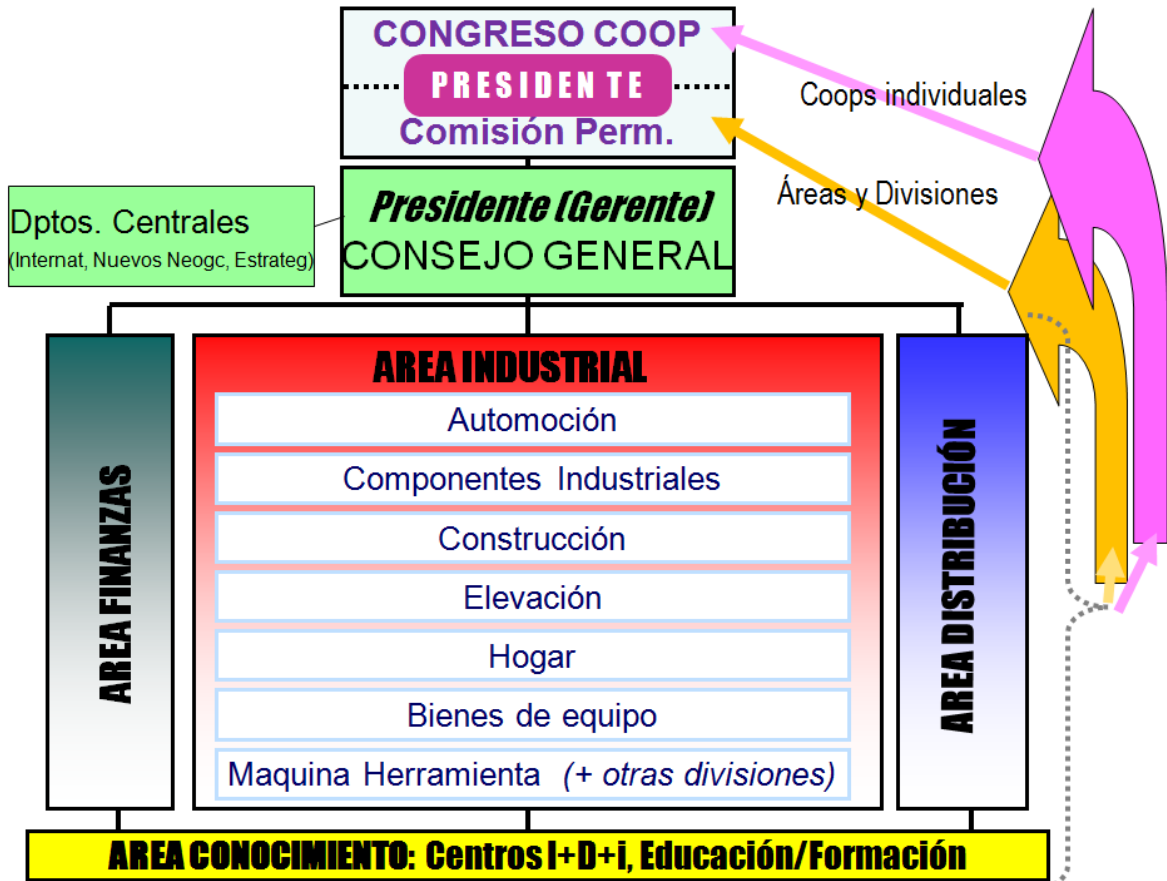 CONGRESO COOP
PRESIDENTE
Comisión Perm.
Coops individuales
Áreas y Divisiones
Dptos. Centrales
(Internat, Nuevos Neogc, Estrateg)
Presidente (Gerente)
CONSEJO GENERAL
AREA FINANZAS
AREA INDUSTRIAL
Automoción
Componentes Industriales
Construcción
Elevación
Hogar
Bienes de equipo
Maquina Herramienta (+ otras divisiones)
AREA DISTRIBUCIÓN
AREA CONOCIMIENTO: Centros I+D+i, Educación/Formación